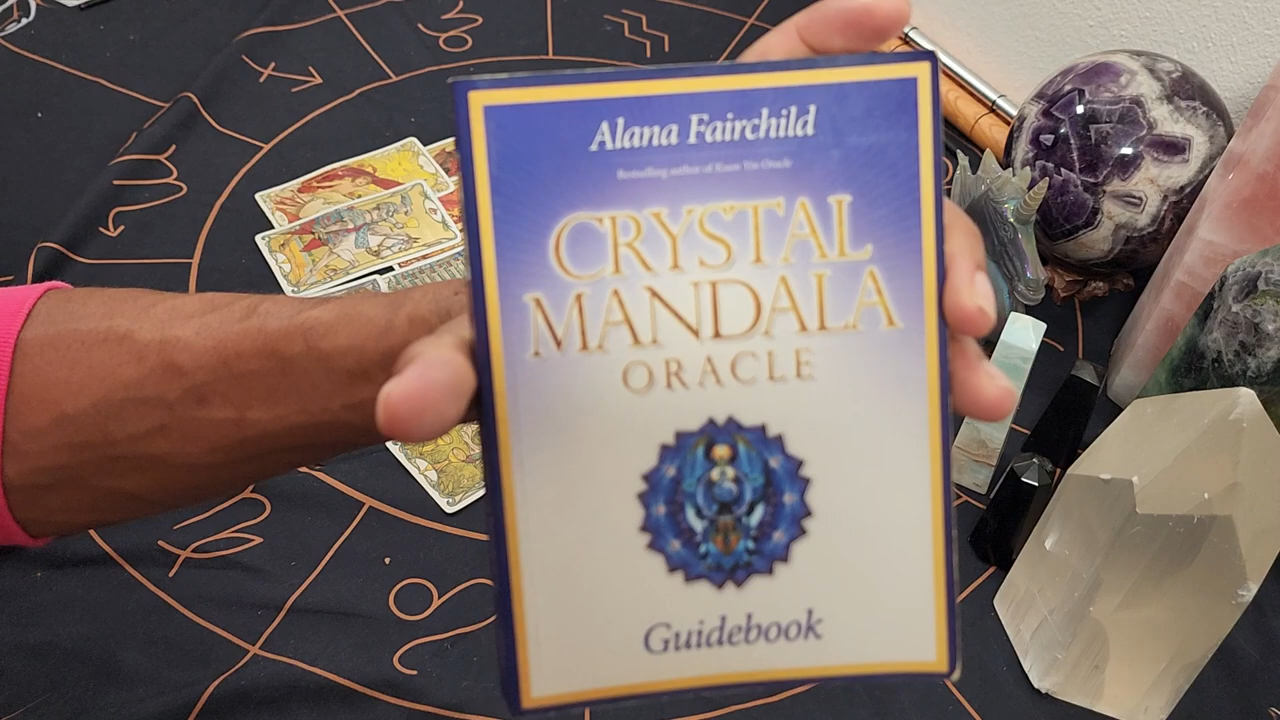 Alana Fairchild
Bestselling author of Kuan Yin Oracle
CRYSTAL
MANDALA
ORACLE
Guidebook